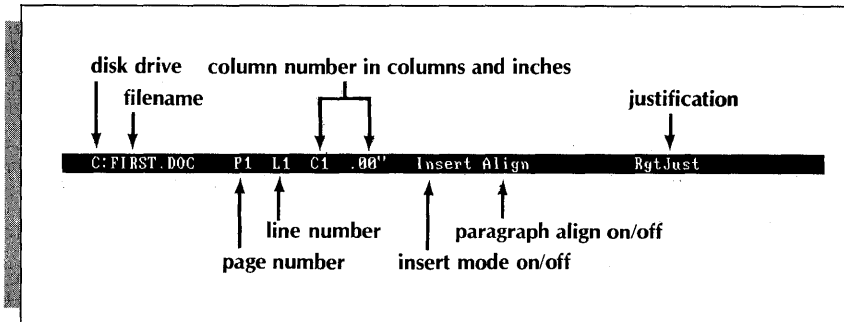 disk drive column number in columns and inches
filename justification
C:FIRST.DOC P1 L1 C1 .00" Insert Align RgtJust
line number paragraph align on/off
page number insert mode on/off